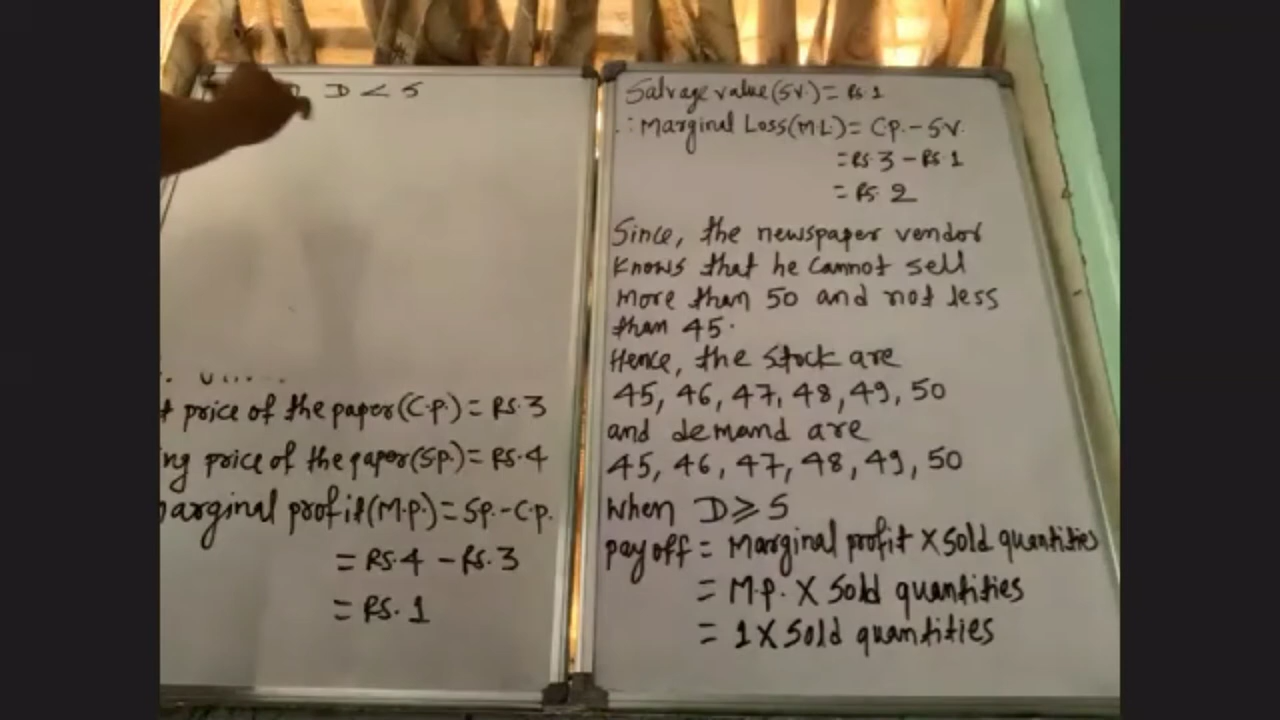 D < S
t price of the paper (C.p.) = Rs. 3
ng price of the paper (S.p.) = Rs. 4
arginal profit (M.p.) = S.p. - C.p.
= Rs. 4 - Rs. 3
= Rs. 1
Salvage value (S.V.) = Rs. 1
∴ Marginal Loss (M.L) = C.p. - S.V.
= Rs. 3 - Rs. 1
= Rs. 2
Since, the newspaper vendor
knows that he cannot sell
more than 50 and not less
than 45.
Hence, the stock are
45, 46, 47, 48, 49, 50
and demand are
45, 46, 47, 48, 49, 50
When D ⩾ S
pay off = Marginal profit X sold quantities
= M.p. X Sold quantities
= 1 X Sold quantities